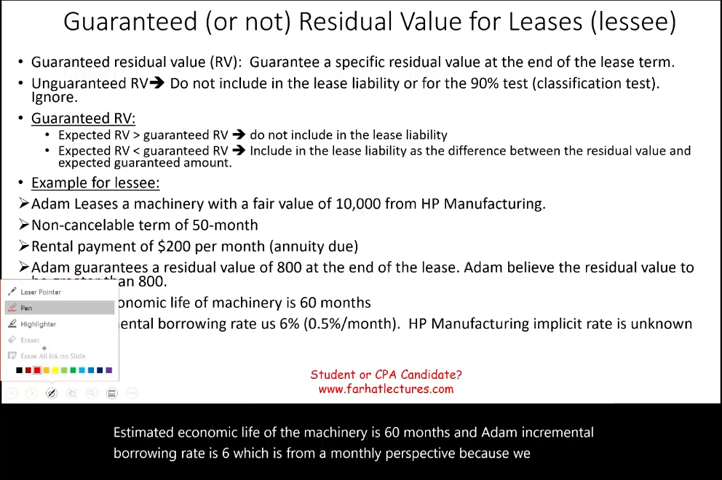 Guaranteed (or not) Residual Value for Leases (lessee)
• Guaranteed residual value (RV): Guarantee a specific residual value at the end of the lease term.
• Unguaranteed RV➔ Do not include in the lease liability or for the 90% test (classification test).
Ignore.
• Guaranteed RV:
• Expected RV > guaranteed RV ➔ do not include in the lease liability
• Expected RV < guaranteed RV ➔ Include in the lease liability as the difference between the residual value and
expected guaranteed amount.
• Example for lessee:
➢Adam Leases a machinery with a fair value of 10,000 from HP Manufacturing.
➢Non-cancelable term of 50-month
➢Rental payment of $200 per month (annuity due)
➢Adam guarantees a residual value of 800 at the end of the lease. Adam believe the residual value to
be greater than 800.
onomic life of machinery is 60 months
ental borrowing rate us 6% (0.5%/month). HP Manufacturing implicit rate is unknown
Laser Pointer
Pen
Highlighter
Eraser
Erase All Ink on Slide
Student or CPA Candidate?
www.farhatlectures.com
Estimated economic life of the machinery is 60 months and Adam incremental
borrowing rate is 6 which is from a monthly perspective because we